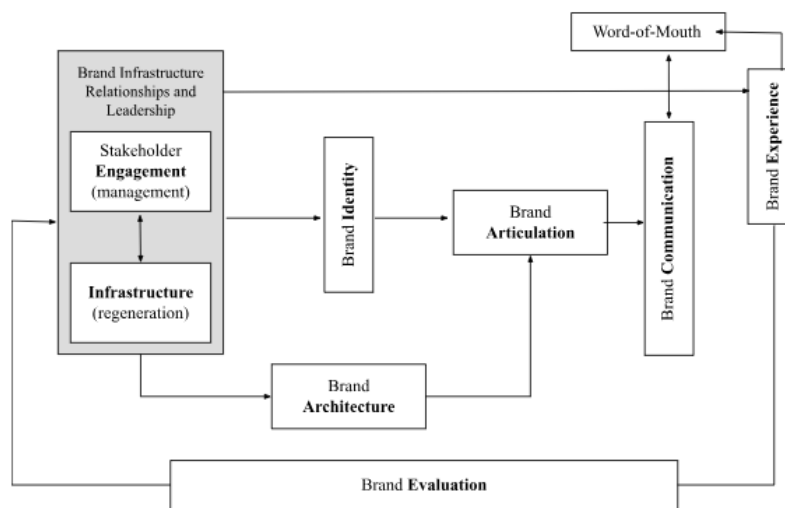 Word-of-Mouth
Brand Infrastructure
Relationships and
Leadership
Stakeholder
Engagement
(management)
Infrastructure
(regeneration)
Brand Identity
Brand
Articulation
Brand Communication
Brand Experience
Brand
Architecture
Brand Evaluation